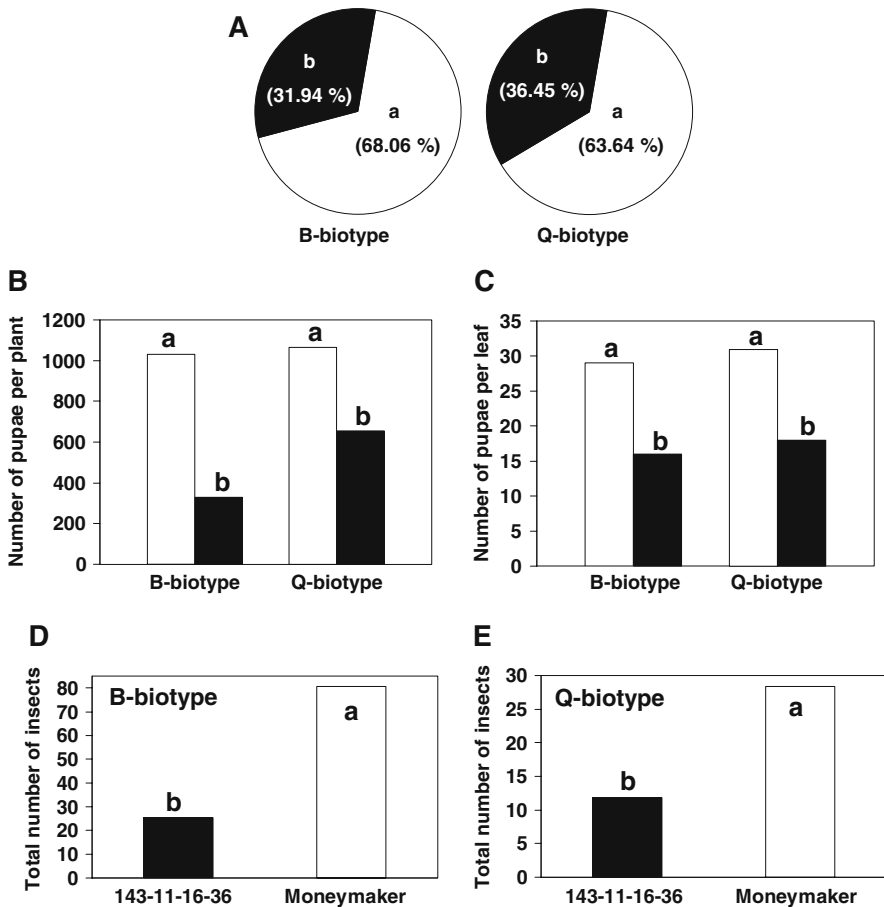 A
b
(31.94 %)
a
(68.06 %)
B-biotype
b
(36.45 %)
a
(63.64 %)
Q-biotype
B
Number of pupae per plant
1200
1000
800
600
400
200
0
a
b
a
b
B-biotype
Q-biotype
C
Number of pupae per leaf
35
30
25
20
15
10
5
0
a
b
a
b
B-biotype
Q-biotype
D
Total number of insects
80
70
60
50
40
30
20
10
0
B-biotype
b
a
143-11-16-36
Moneymaker
E
Total number of insects
30
25
20
15
10
5
0
Q-biotype
b
a
143-11-16-36
Moneymaker